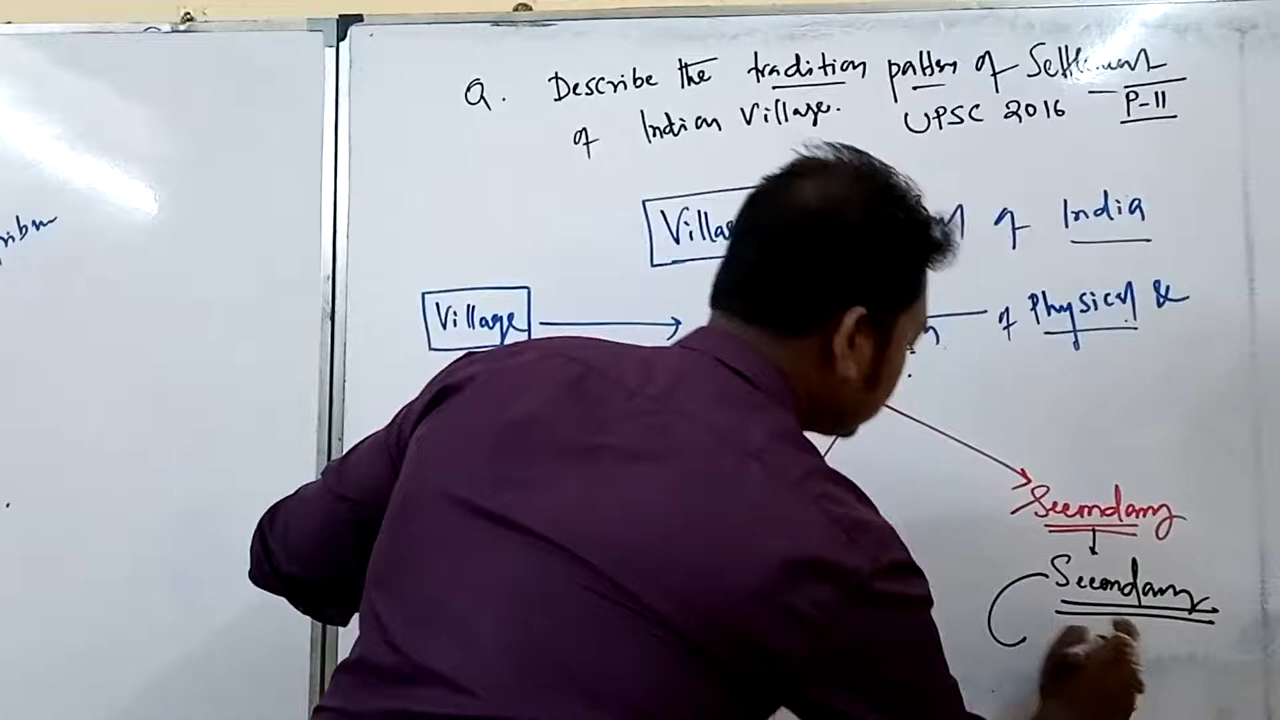 Q. Describe the tradition pattern of Settlement
of Indian Village. UPSC 2016 — P-II
of India
Village
of Physical &
Secondary
Secondary